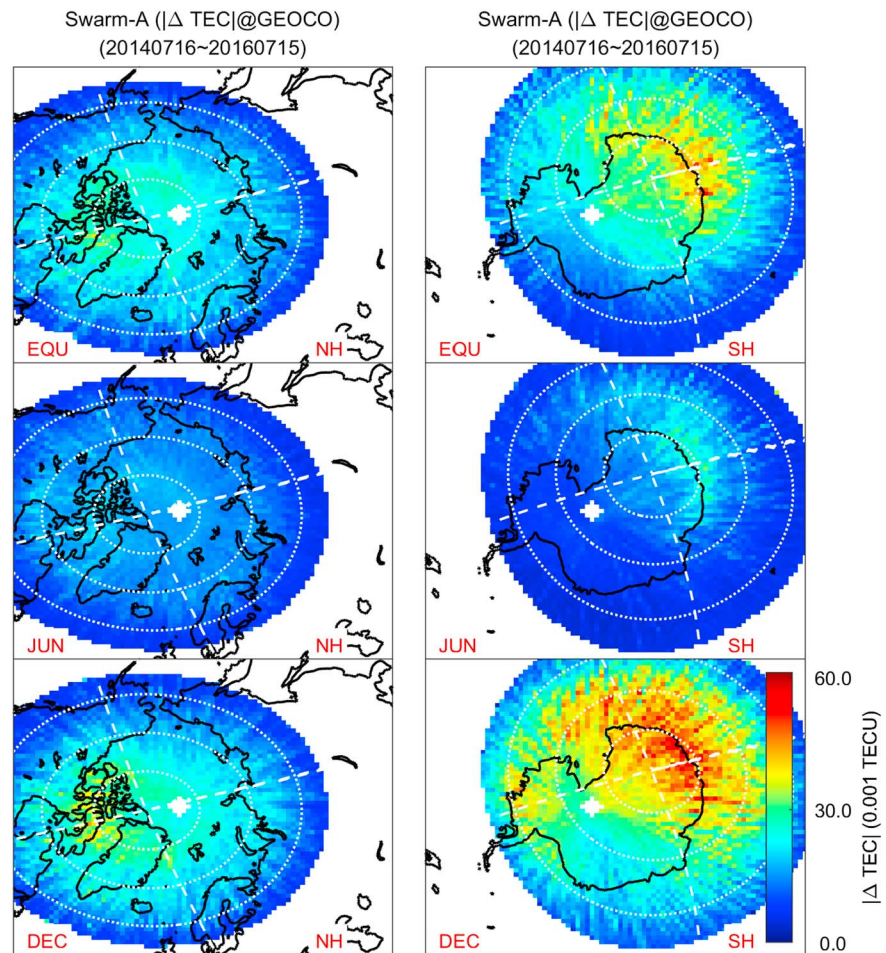 Swarm-A (|Δ TEC|@GEOCO)
(20140716~20160715)
Swarm-A (|Δ TEC|@GEOCO)
(20140716~20160715)
EQU
NH
EQU
SH
JUN
NH
JUN
SH
DEC
NH
DEC
SH
60.0
30.0
0.0
|Δ TEC| (0.001 TECU)